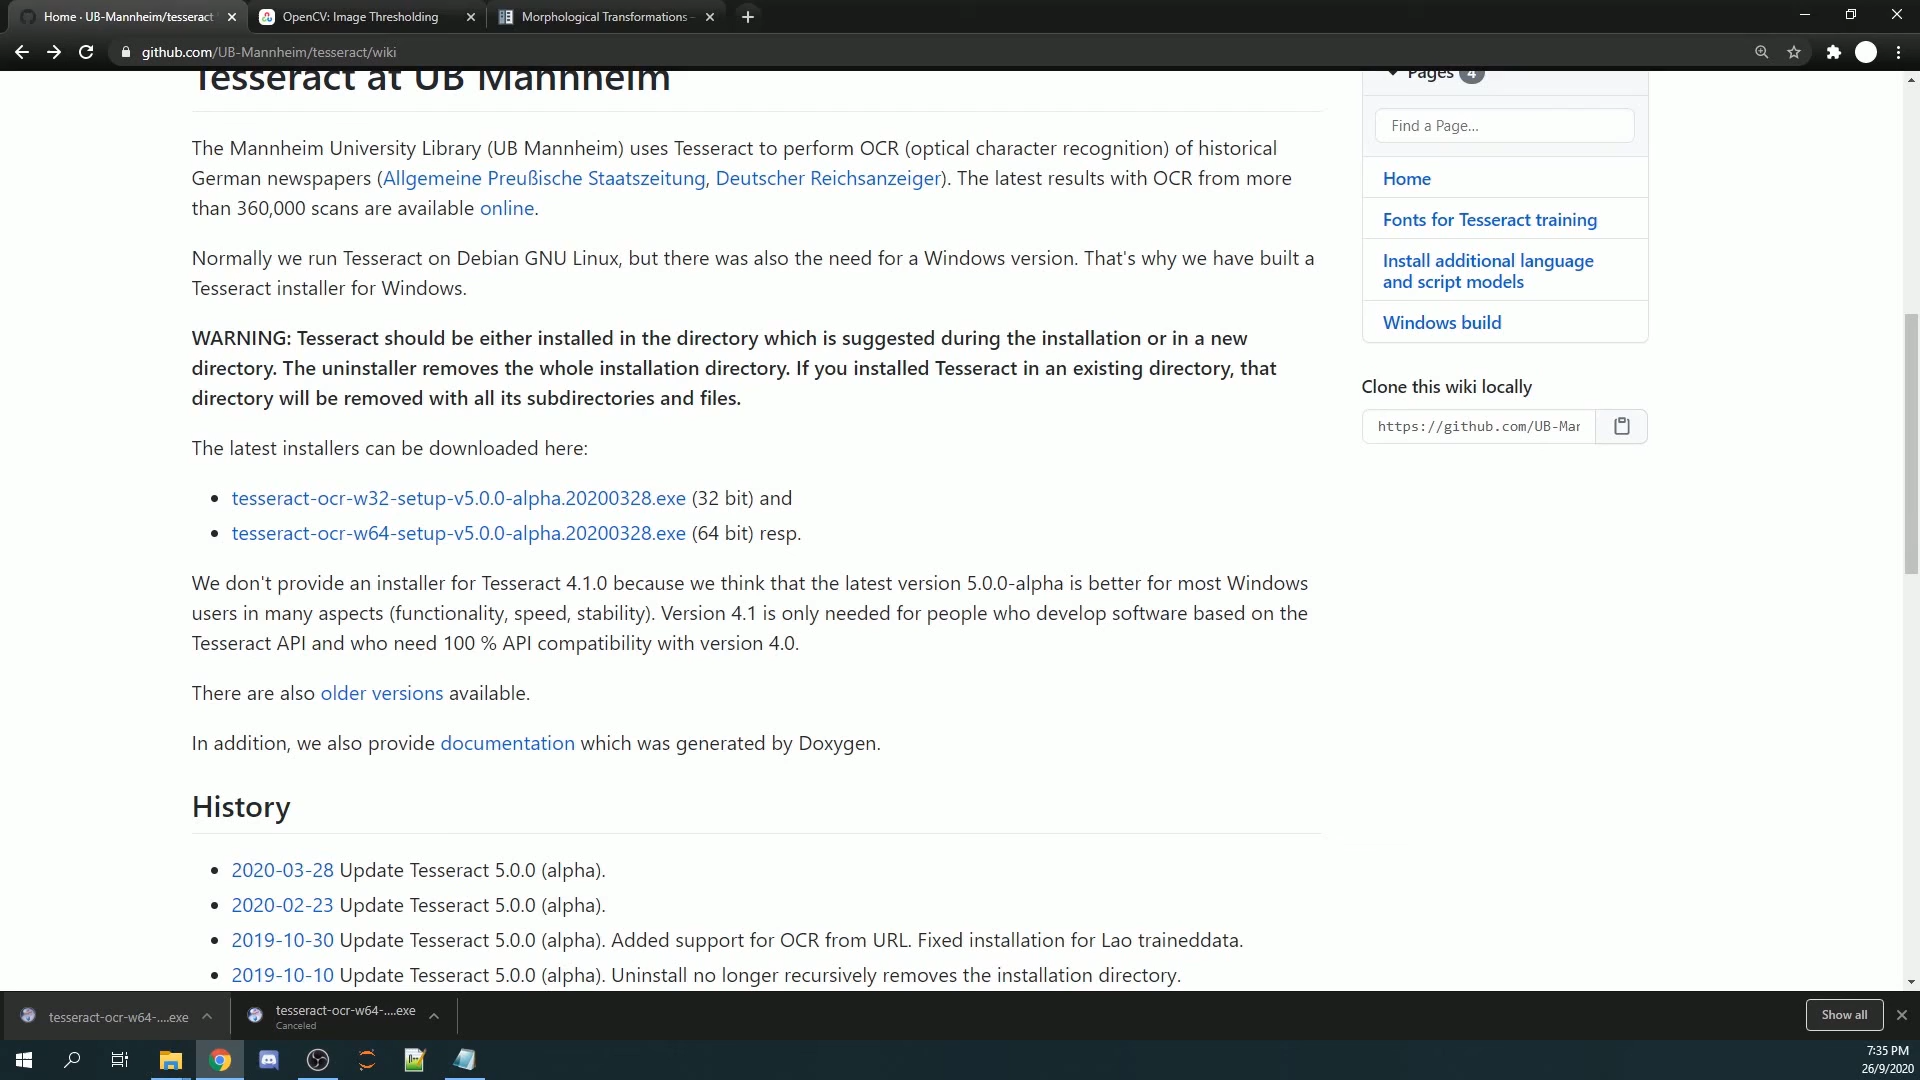 Home · UB-Mannheim/tesseract
OpenCV: Image Thresholding
Morphological Transformations -
github.com/UB-Mannheim/tesseract/wiki
Tesseract at UB Mannheim
The Mannheim University Library (UB Mannheim) uses Tesseract to perform OCR (optical character recognition) of historical
German newspapers (Allgemeine Preußische Staatszeitung, Deutscher Reichsanzeiger). The latest results with OCR from more
than 360,000 scans are available online.
Normally we run Tesseract on Debian GNU Linux, but there was also the need for a Windows version. That's why we have built a
Tesseract installer for Windows.
WARNING: Tesseract should be either installed in the directory which is suggested during the installation or in a new
directory. The uninstaller removes the whole installation directory. If you installed Tesseract in an existing directory, that
directory will be removed with all its subdirectories and files.
The latest installers can be downloaded here:
• tesseract-ocr-w32-setup-v5.0.0-alpha.20200328.exe (32 bit) and
• tesseract-ocr-w64-setup-v5.0.0-alpha.20200328.exe (64 bit) resp.
We don't provide an installer for Tesseract 4.1.0 because we think that the latest version 5.0.0-alpha is better for most Windows
users in many aspects (functionality, speed, stability). Version 4.1 is only needed for people who develop software based on the
Tesseract API and who need 100 % API compatibility with version 4.0.
There are also older versions available.
In addition, we also provide documentation which was generated by Doxygen.
History
• 2020-03-28 Update Tesseract 5.0.0 (alpha).
• 2020-02-23 Update Tesseract 5.0.0 (alpha).
• 2019-10-30 Update Tesseract 5.0.0 (alpha). Added support for OCR from URL. Fixed installation for Lao traineddata.
• 2019-10-10 Update Tesseract 5.0.0 (alpha). Uninstall no longer recursively removes the installation directory.
Pages 4
Find a Page...
Home
Fonts for Tesseract training
Install additional language
and script models
Windows build
Clone this wiki locally
https://github.com/UB-Mar
tesseract-ocr-w64-....exe
tesseract-ocr-w64-....exe
Canceled
Show all
7:35 PM
26/9/2020